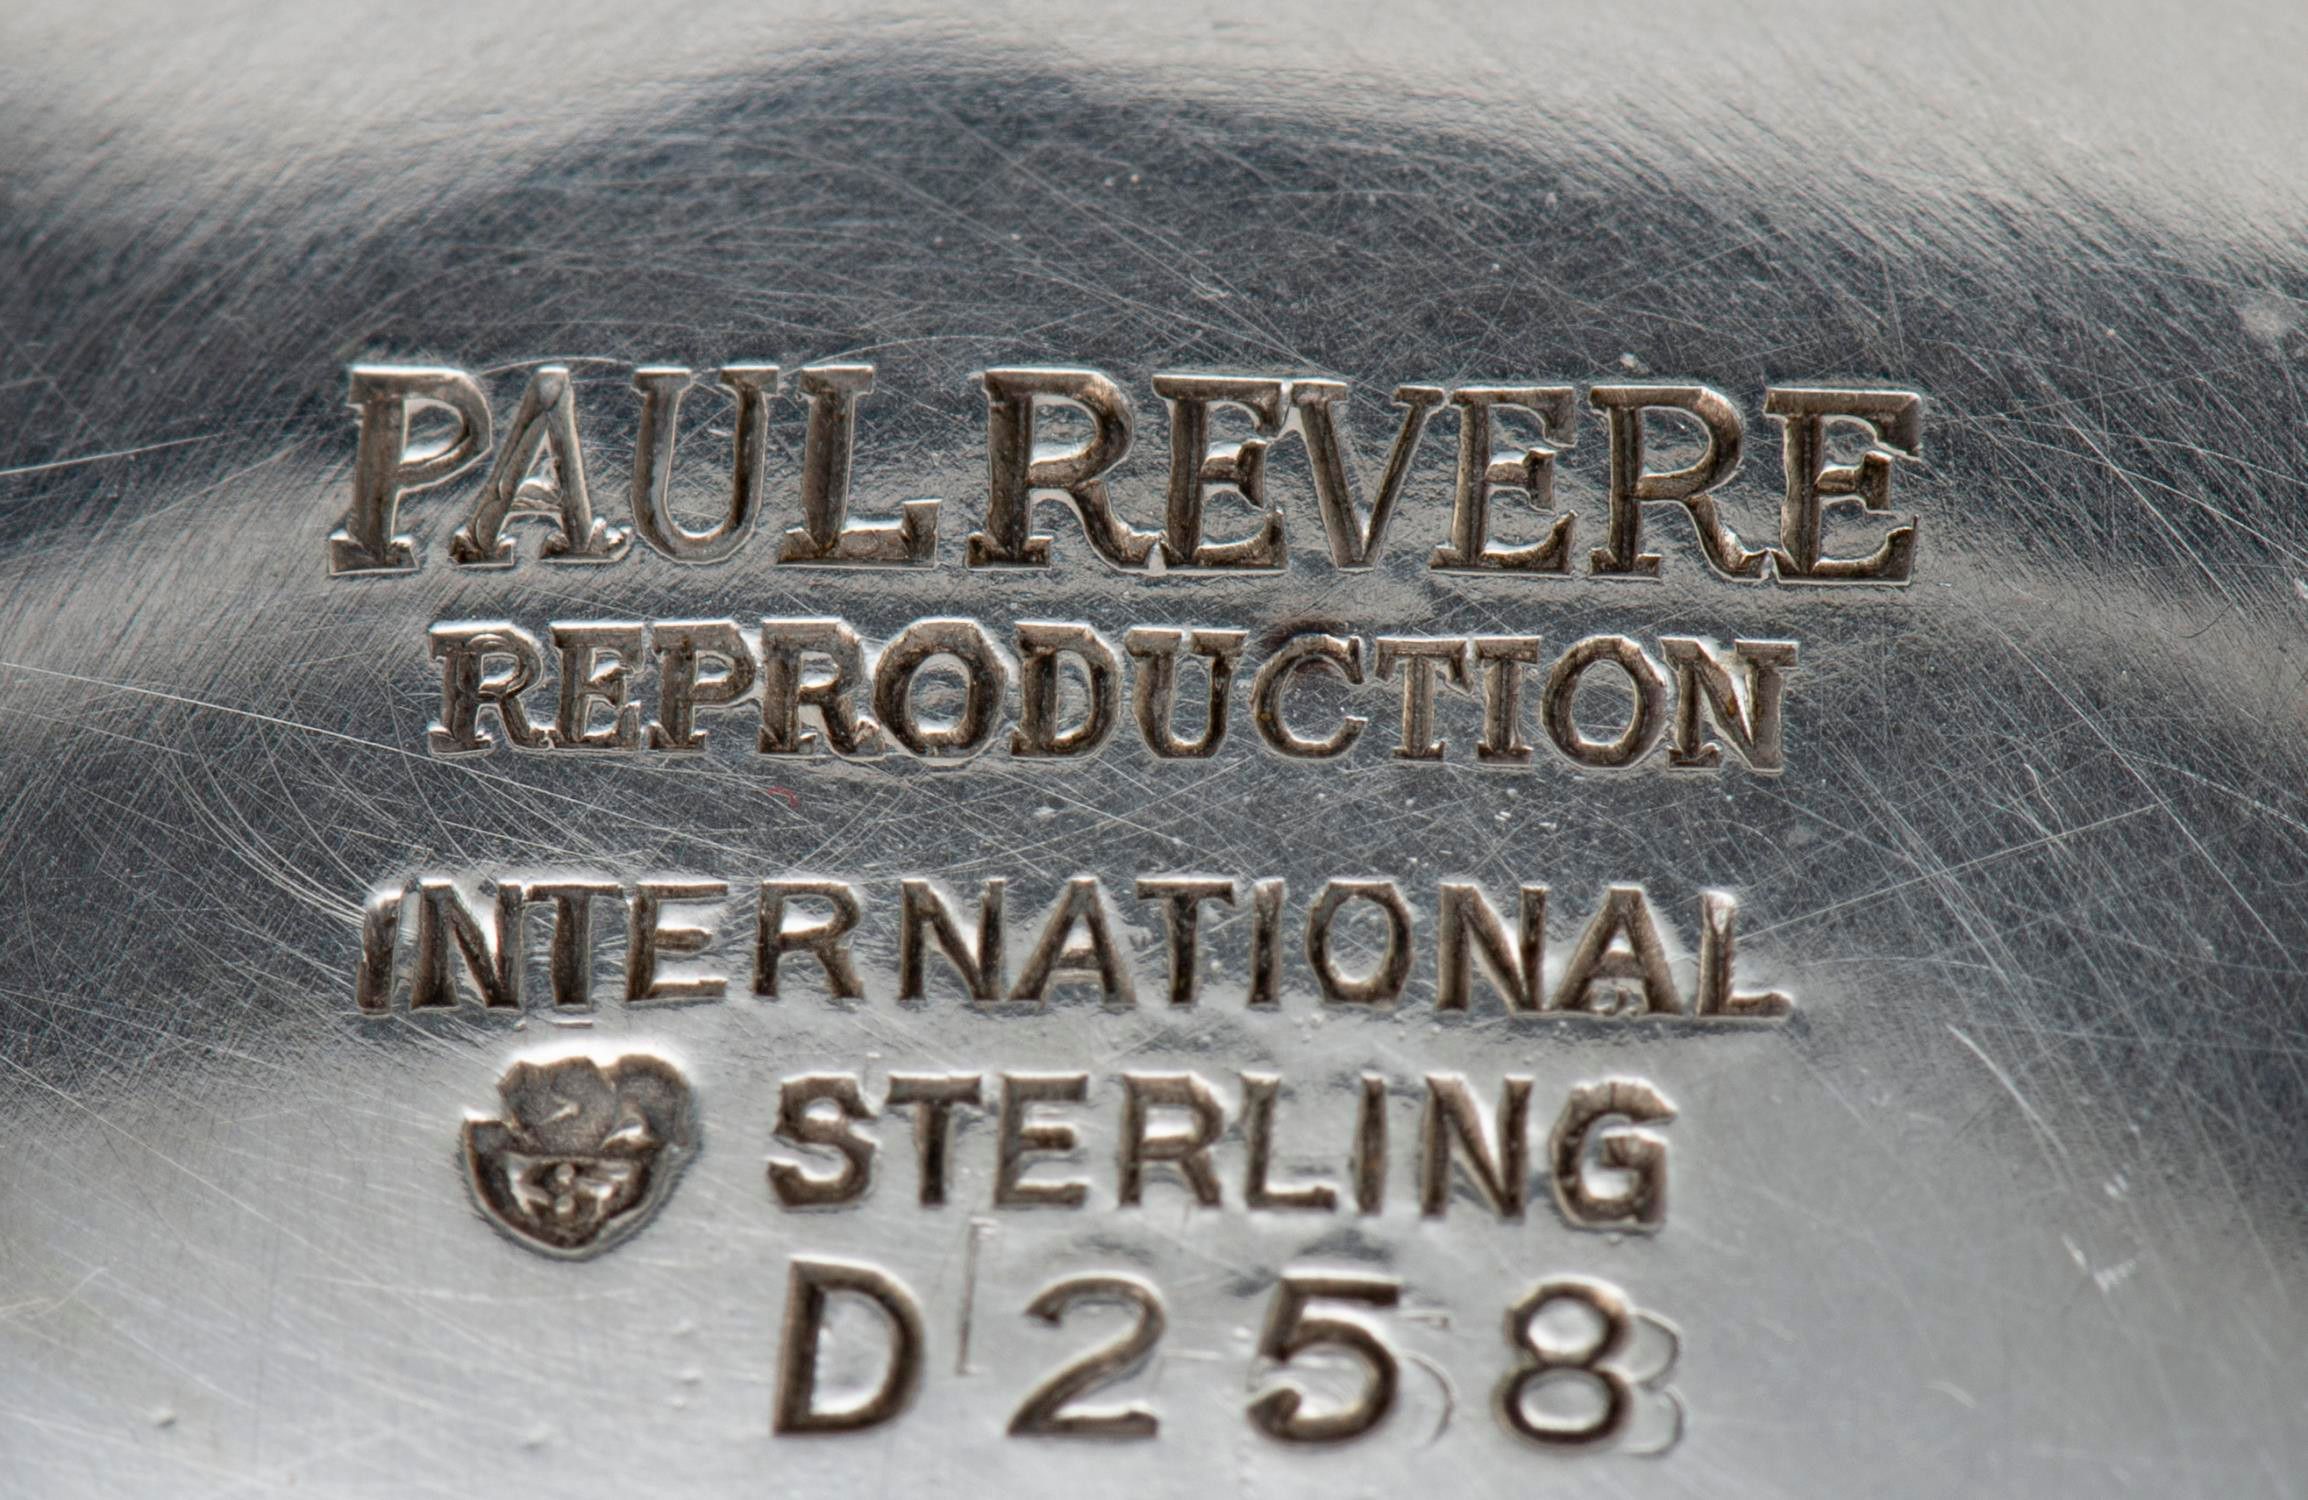 PAUL REVERE
REPRODUCTION
INTERNATIONAL
STERLING
D258